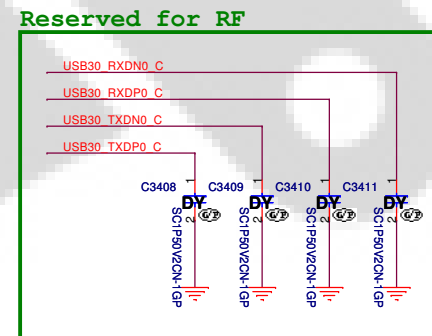 Reserved for RF
USB30_RXDN0_C
USB30_RXDP0_C
USB30_TXDN0_C
USB30_TXDP0_C
C3408
C3409
C3410
C3411
1
1
1
1
DY
DY
DY
DY
G/P
G/P
G/P
G/P
2
2
2
2
SC1P50V2CN-1GP
SC1P50V2CN-1GP
SC1P50V2CN-1GP
SC1P50V2CN-1GP